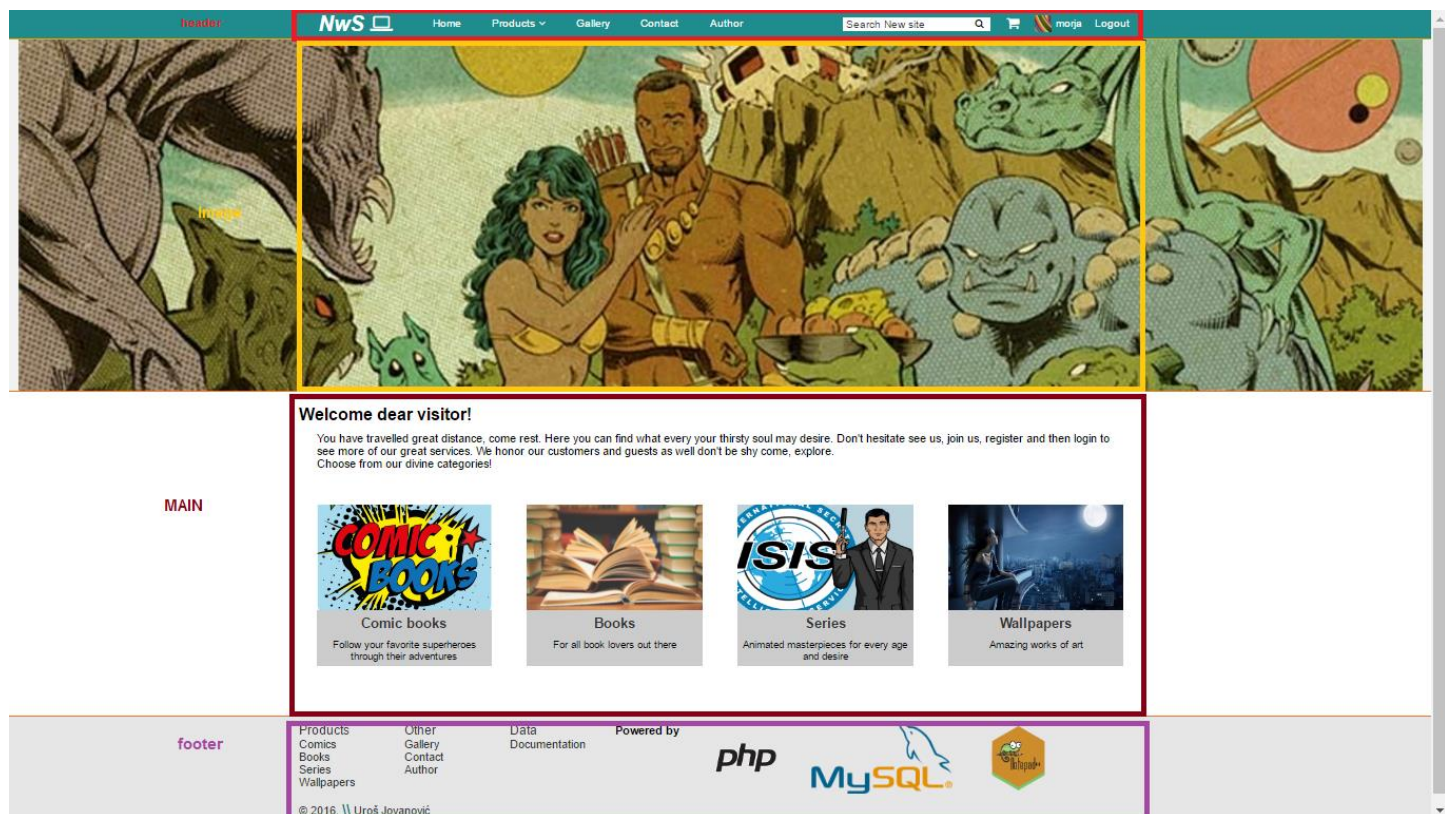 header
NwS Home Products Gallery Contact Author Search New site morja Logout
image
Welcome dear visitor!
You have travelled great distance, come rest. Here you can find what every your thirsty soul may desire. Don't hesitate see us, join us, register and then login to
see more of our great services. We honor our customers and guests as well don't be shy come, explore.
Choose from our divine categories!
MAIN
COMIC
BOOKS
INTERNATIONAL SECRET
ISIS
Comic books Books Series Wallpapers
Follow your favorite superheroes
through their adventures
For all book lovers out there
Animated masterpieces for every age
and desire
Amazing works of art
footer
Products Other Data Powered by
Comics Gallery Documentation
Books Contact
Series Author
Wallpapers
php
MySQL
© 2016. \\ Uroš Jovanović